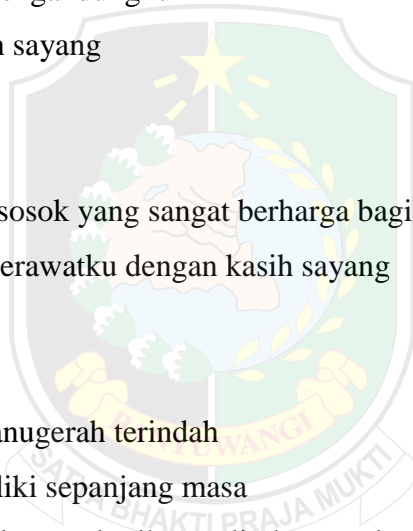 n sayang
sosok yang sangat berharga bagi
erawatku dengan kasih sayang
anugerah terindah
liki sepanjang masa
BANYUWANGI
SATYA BHAKTI PRAJA MUKTI